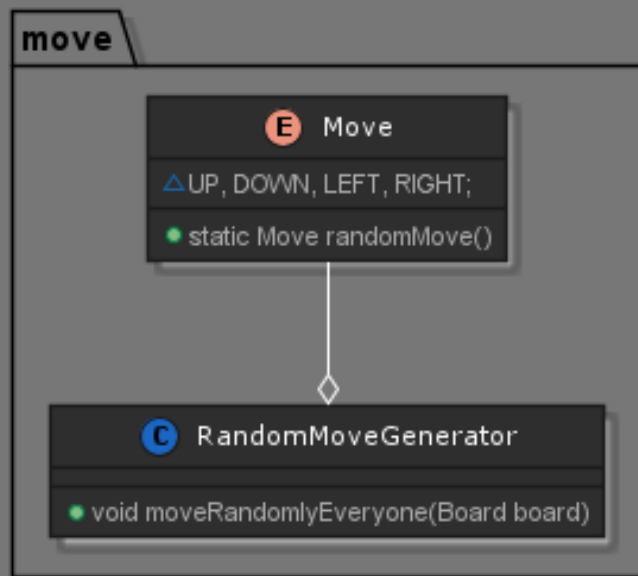 move
E Move
UP, DOWN, LEFT, RIGHT;
static Move randomMove()
C RandomMoveGenerator
void moveRandomlyEveryone(Board board)